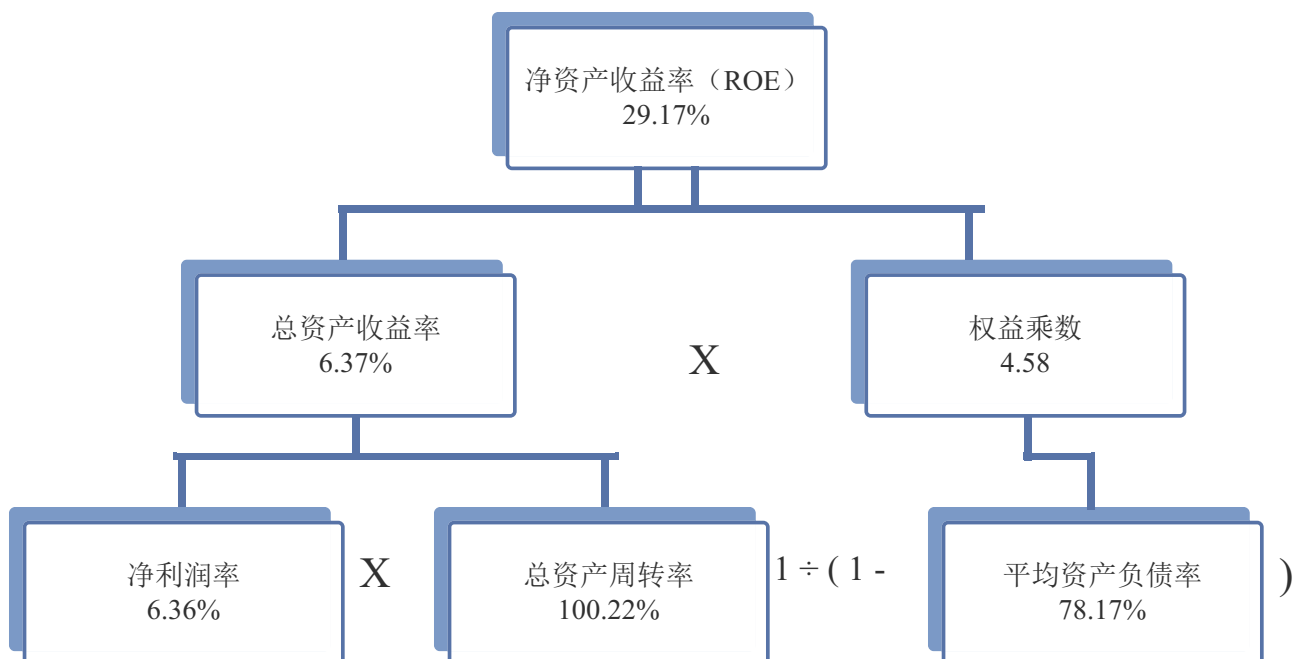 净资产收益率（ROE）
29.17%
总资产收益率
6.37%
X
权益乘数
4.58
净利润率
6.36%
X
总资产周转率
100.22%
1 ÷ ( 1 -
平均资产负债率
78.17%
)